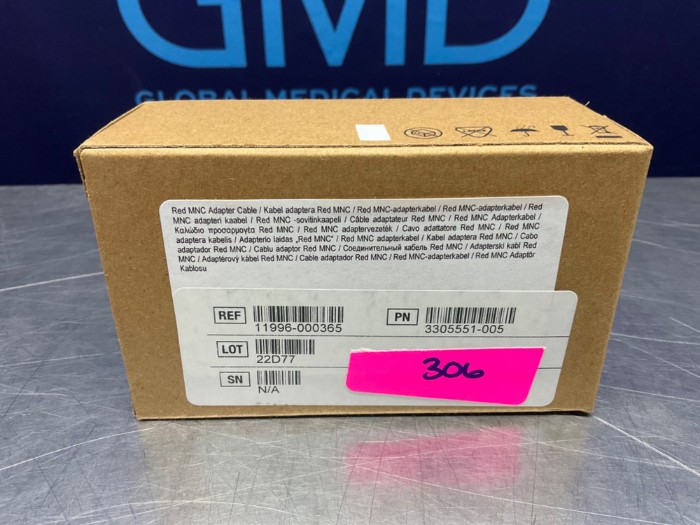 GMD
GLOBAL MEDICAL DEVICES
Red MNC Adapter Cable / Kabel adaptera Red MNC / Red MNC-adapterkabel / Red MNC-adapterkabel / Red
MNC adapteri kaabel / Red MNC -sovitinkaapeli / Câble adaptateur Red MNC / Red MNC Adapterkabel /
Καλώδιο προσαρμογέα Red MNC / Red MNC adaptervezeték / Cavo adattatore Red MNC / Red MNC
adaptera kabelis / Adapterio laidas „Red MNC“ / Red MNC adapterkabel / Kabel adaptera Red MNC / Cabo
adaptador Red MNC / Cablu adaptor Red MNC / Соединительный кабель Red MNC / Adapterski kabl Red
MNC / Adaptérový kábel Red MNC / Cable adaptador Red MNC / Red MNC-adapterkabel / Red MNC Adaptör
Kablosu
REF 11996-000365 PN 3305551-005
LOT 22D77
306
SN N/A